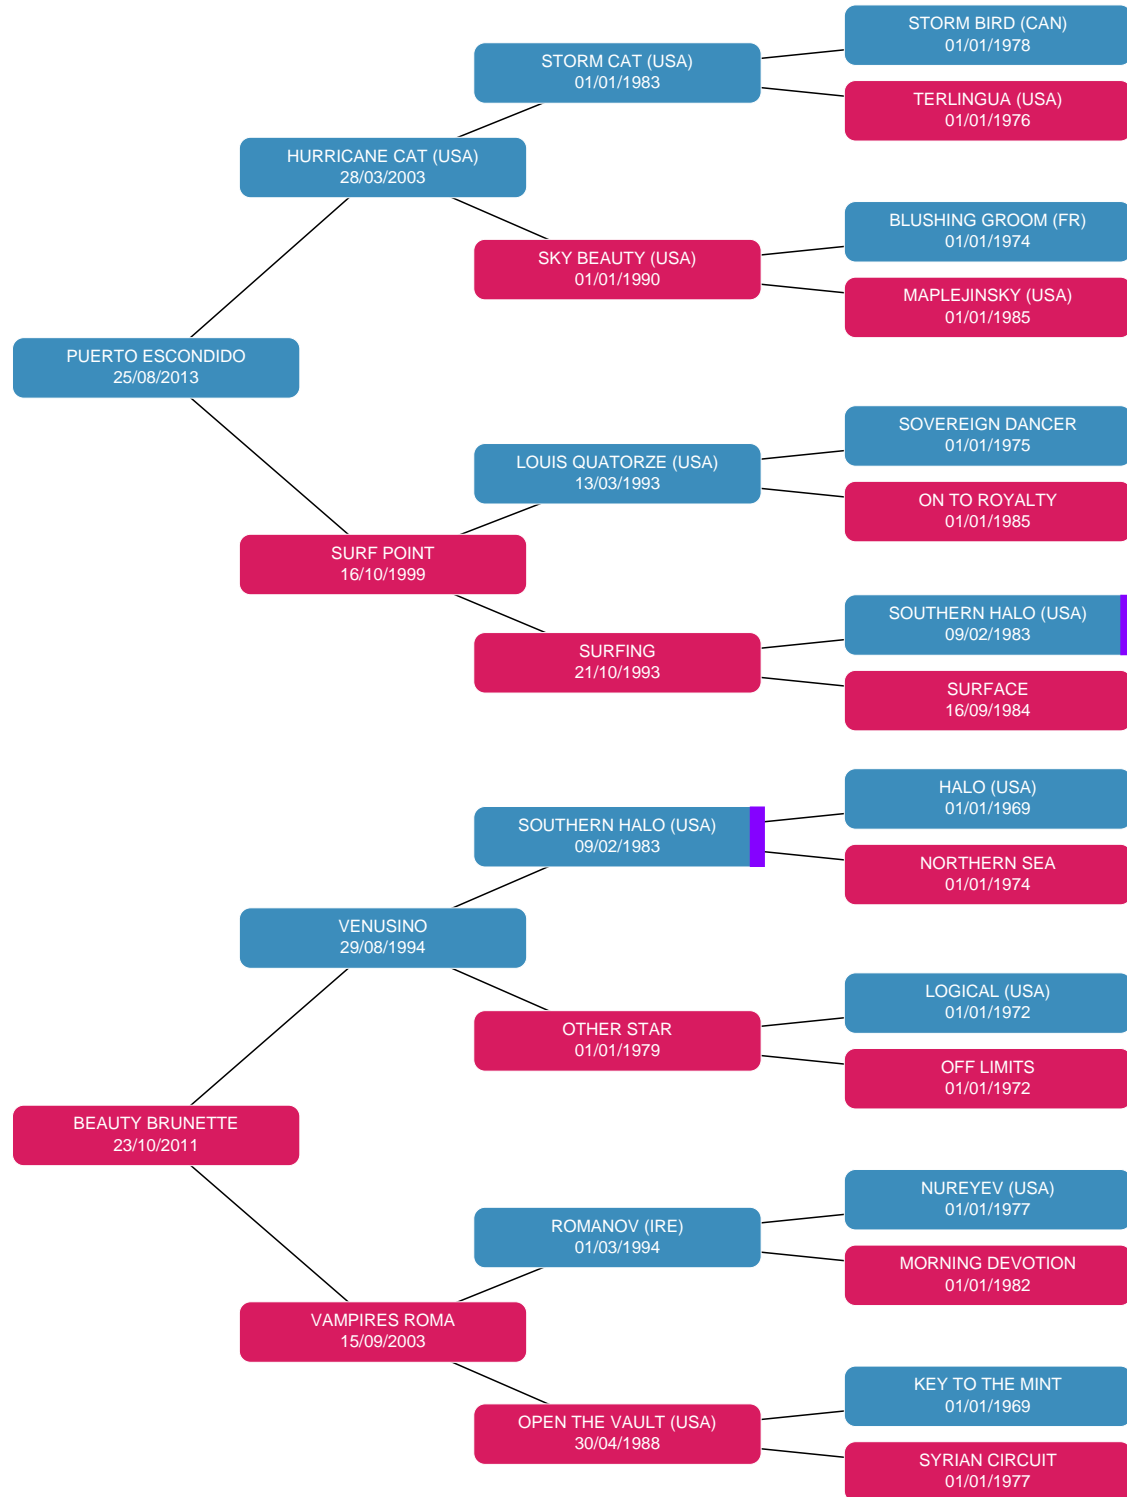 STORM BIRD (CAN)
01/01/1978
STORM CAT (USA)
01/01/1983
TERLINGUA (USA)
01/01/1976
HURRICANE CAT (USA)
28/03/2003
BLUSHING GROOM (FR)
01/01/1974
SKY BEAUTY (USA)
01/01/1990
MAPLEJINSKY (USA)
01/01/1985
PUERTO ESCONDIDO
25/08/2013
SOVEREIGN DANCER
01/01/1975
LOUIS QUATORZE (USA)
13/03/1993
ON TO ROYALTY
01/01/1985
SURF POINT
16/10/1999
SOUTHERN HALO (USA)
09/02/1983
SURFING
21/10/1993
SURFACE
16/09/1984
HALO (USA)
01/01/1969
SOUTHERN HALO (USA)
09/02/1983
NORTHERN SEA
01/01/1974
VENUSINO
29/08/1994
LOGICAL (USA)
01/01/1972
OTHER STAR
01/01/1979
OFF LIMITS
01/01/1972
BEAUTY BRUNETTE
23/10/2011
NUREYEV (USA)
01/01/1977
ROMANOV (IRE)
01/03/1994
MORNING DEVOTION
01/01/1982
VAMPIRES ROMA
15/09/2003
KEY TO THE MINT
01/01/1969
OPEN THE VAULT (USA)
30/04/1988
SYRIAN CIRCUIT
01/01/1977